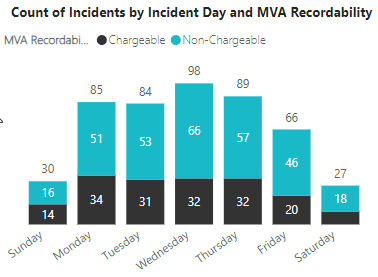 Count of Incidents by Incident Day and MVA Recordability
MVA Recordabi... Chargeable Non-Chargeable
98
85 84 89
66
30 27
51 53 66 57 46
16 18
34 31 32 32 20
14
Sunday Monday Tuesday Wednesday Thursday Friday Saturday